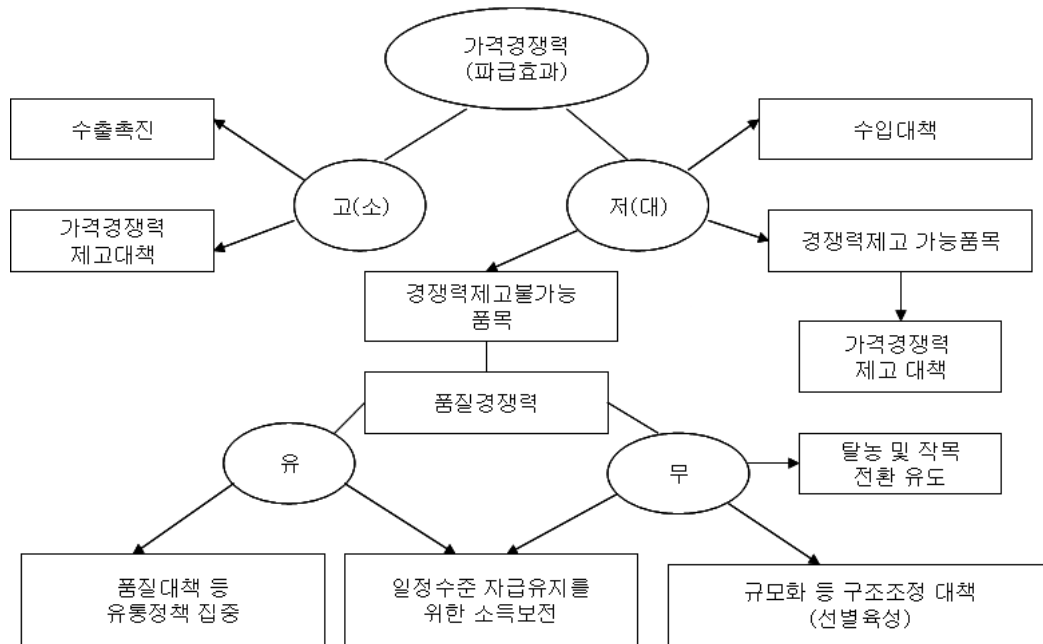 가격경쟁력
(파급효과)
수출촉진
수입대책
고(소)
저(대)
가격경쟁력
제고대책
경쟁력제고 가능품목
경쟁력제고불가능
품목
가격경쟁력
제고 대책
품질경쟁력
유
무
탈농 및 작목
전환 유도
품질대책 등
유통정책 집중
일정수준 자급유지를
위한 소득보전
규모화 등 구조조정 대책
(선별육성)